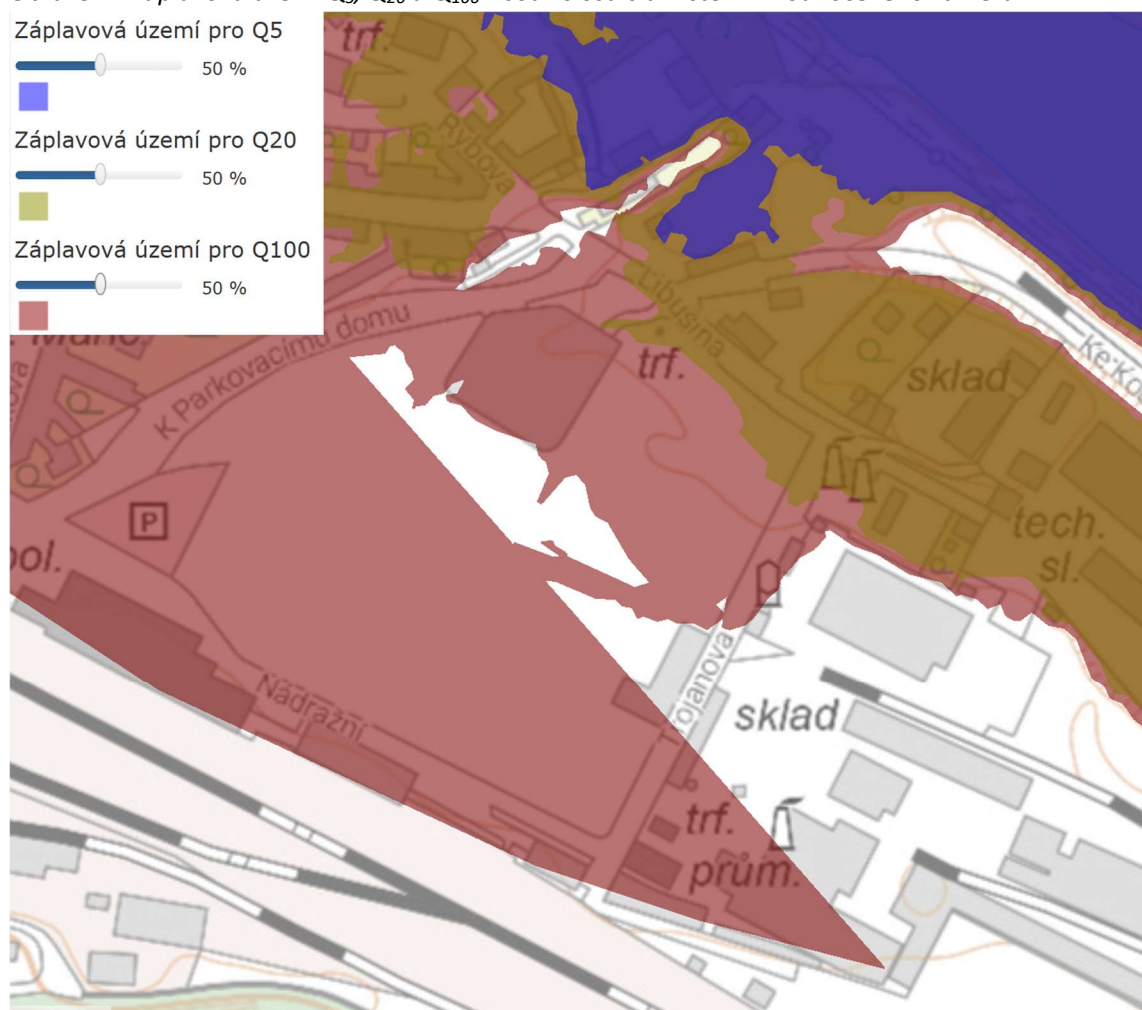 Záplavová území pro Q5
50 %
Záplavová území pro Q20
50 %
Záplavová území pro Q100
50 %
trf.
Rybova
Libušina
K Parkovacímu domu
trf.
sklad
P
tech.
sl.
Trojanova
sklad
Nádražní
trf.
prům.